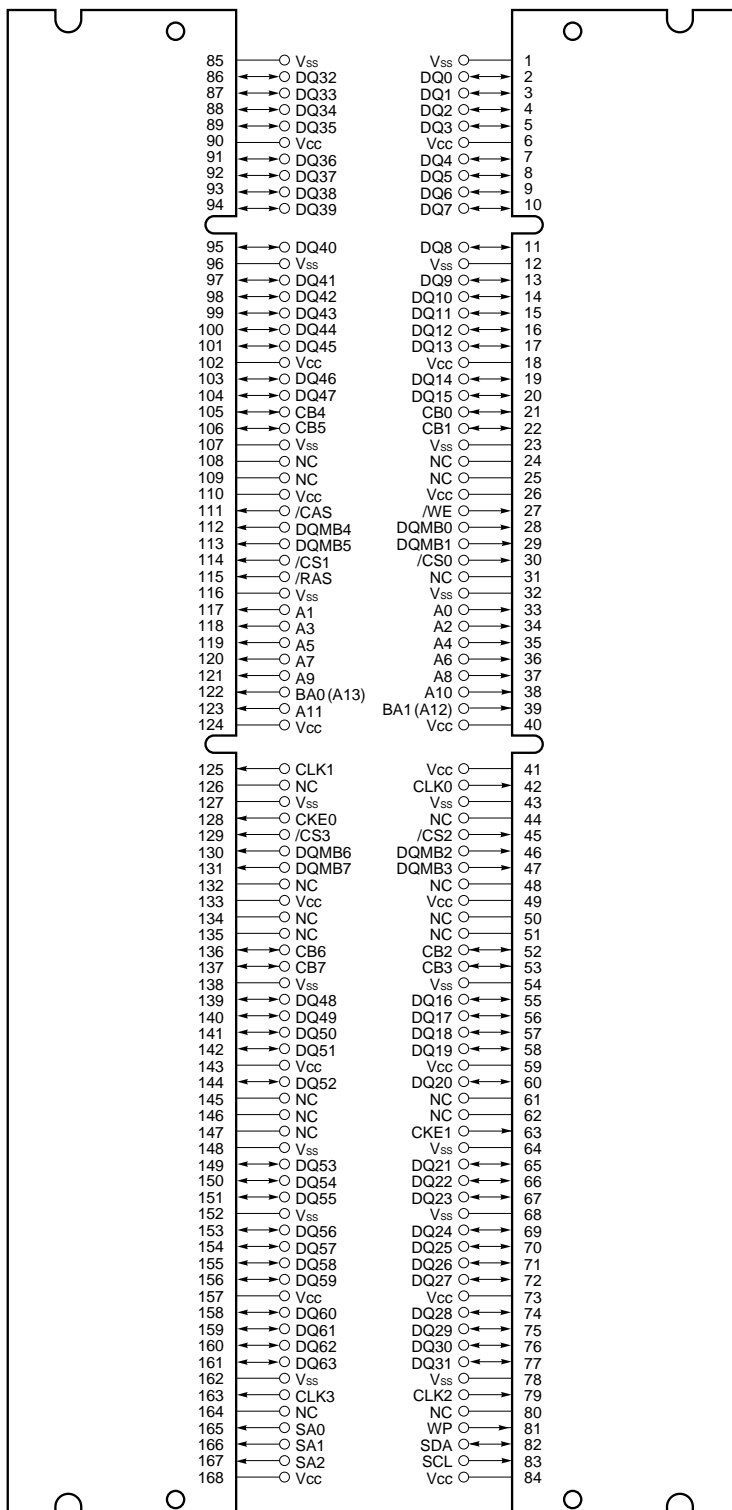 85 Vss Vss 1
86 DQ32 DQ0 2
87 DQ33 DQ1 3
88 DQ34 DQ2 4
89 DQ35 DQ3 5
90 Vcc Vcc 6
91 DQ36 DQ4 7
92 DQ37 DQ5 8
93 DQ38 DQ6 9
94 DQ39 DQ7 10
95 DQ40 DQ8 11
96 Vss Vss 12
97 DQ41 DQ9 13
98 DQ42 DQ10 14
99 DQ43 DQ11 15
100 DQ44 DQ12 16
101 DQ45 DQ13 17
102 Vcc Vcc 18
103 DQ46 DQ14 19
104 DQ47 DQ15 20
105 CB4 CB0 21
106 CB5 CB1 22
107 Vss Vss 23
108 NC NC 24
109 NC NC 25
110 Vcc Vcc 26
111 /CAS /WE 27
112 DQMB4 DQMB0 28
113 DQMB5 DQMB1 29
114 /CS1 /CS0 30
115 /RAS NC 31
116 Vss Vss 32
117 A1 A0 33
118 A3 A2 34
119 A5 A4 35
120 A7 A6 36
121 A9 A8 37
122 BA0 (A13) A10 38
123 A11 BA1 (A12) 39
124 Vcc Vcc 40
125 CLK1 Vcc 41
126 NC CLK0 42
127 Vss Vss 43
128 CKE0 NC 44
129 /CS3 /CS2 45
130 DQMB6 DQMB2 46
131 DQMB7 DQMB3 47
132 NC NC 48
133 Vcc Vcc 49
134 NC NC 50
135 NC NC 51
136 CB6 CB2 52
137 CB7 CB3 53
138 Vss Vss 54
139 DQ48 DQ16 55
140 DQ49 DQ17 56
141 DQ50 DQ18 57
142 DQ51 DQ19 58
143 Vcc Vcc 59
144 DQ52 DQ20 60
145 NC NC 61
146 NC NC 62
147 NC CKE1 63
148 Vss Vss 64
149 DQ53 DQ21 65
150 DQ54 DQ22 66
151 DQ55 DQ23 67
152 Vss Vss 68
153 DQ56 DQ24 69
154 DQ57 DQ25 70
155 DQ58 DQ26 71
156 DQ59 DQ27 72
157 Vcc Vcc 73
158 DQ60 DQ28 74
159 DQ61 DQ29 75
160 DQ62 DQ30 76
161 DQ63 DQ31 77
162 Vss Vss 78
163 CLK3 CLK2 79
164 NC NC 80
165 SA0 WP 81
166 SA1 SDA 82
167 SA2 SCL 83
168 Vcc Vcc 84